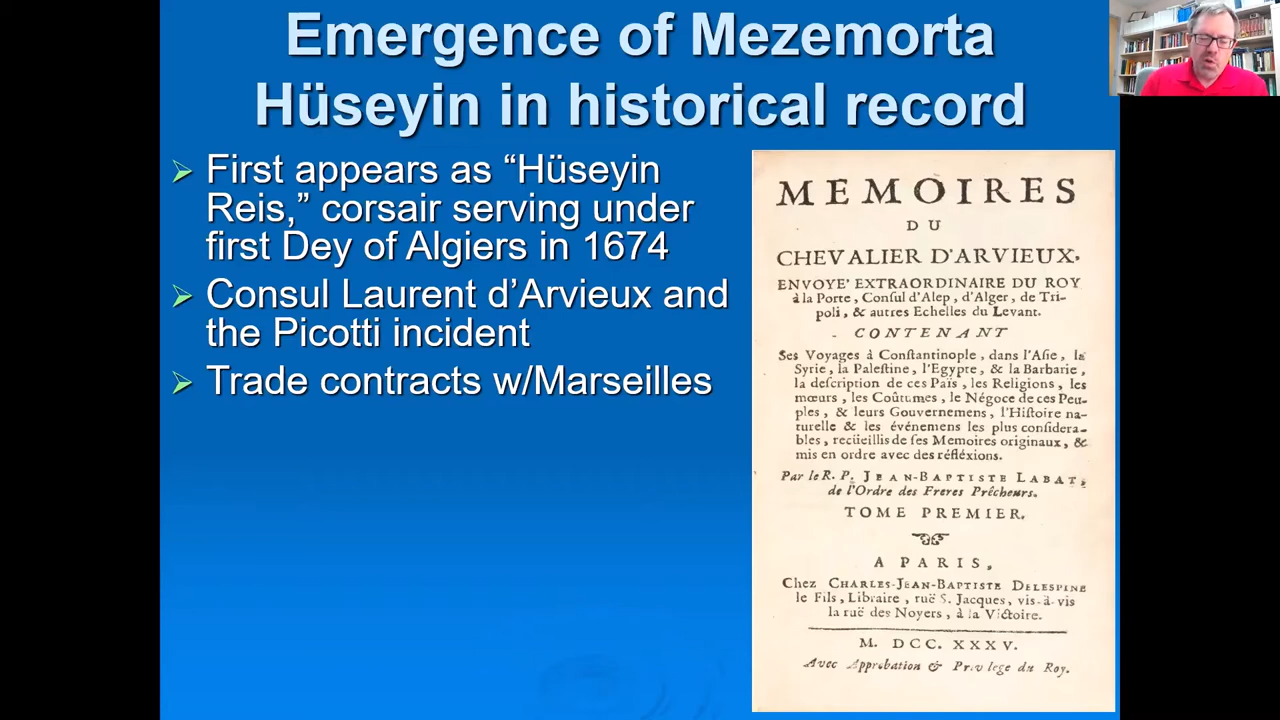 Emergence of Mezemorta
Hüseyin in historical record
First appears as “Hüseyin
Reis,” corsair serving under
first Dey of Algiers in 1674
Consul Laurent d’Arvieux and
the Picotti incident
Trade contracts w/Marseilles
MEMOIRES
DU
CHEVALIER D'ARVIEUX,
ENVOYE' EXTRAORDINAIRE DU ROY
à la Porte, Consul d'Alep, d'Alger, de Tri-
poli, & autres Echelles du Levant.
CONTENANT
Ses Voyages à Constantinople, dans l'Asie, la
Syrie, la Palestine, l'Egypte, & la Barbarie,
la description de ces Païs, les Religions, les
mœurs, les Coûtumes, le Négoce de ces Peu-
ples, & leurs Gouvernemens, l'Histoire na-
turelle & les événemens les plus considera-
bles, recüeillis de ses Memoires originaux, &
mis en ordre avec des réfléxions.
Par le R. P. JEAN-BAPTISTE LABAT,
de l'Ordre des Freres Prêcheurs.
TOME PREMIER.
A PARIS,
Chez CHARLES-JEAN-BAPTISTE DELESPINE
le Fils, Libraire, ruë S. Jacques, vis-à-vis
la ruë des Noyers, à la Victoire.
M. DCC. XXXV.
Avec Approbation & Privilege du Roy.